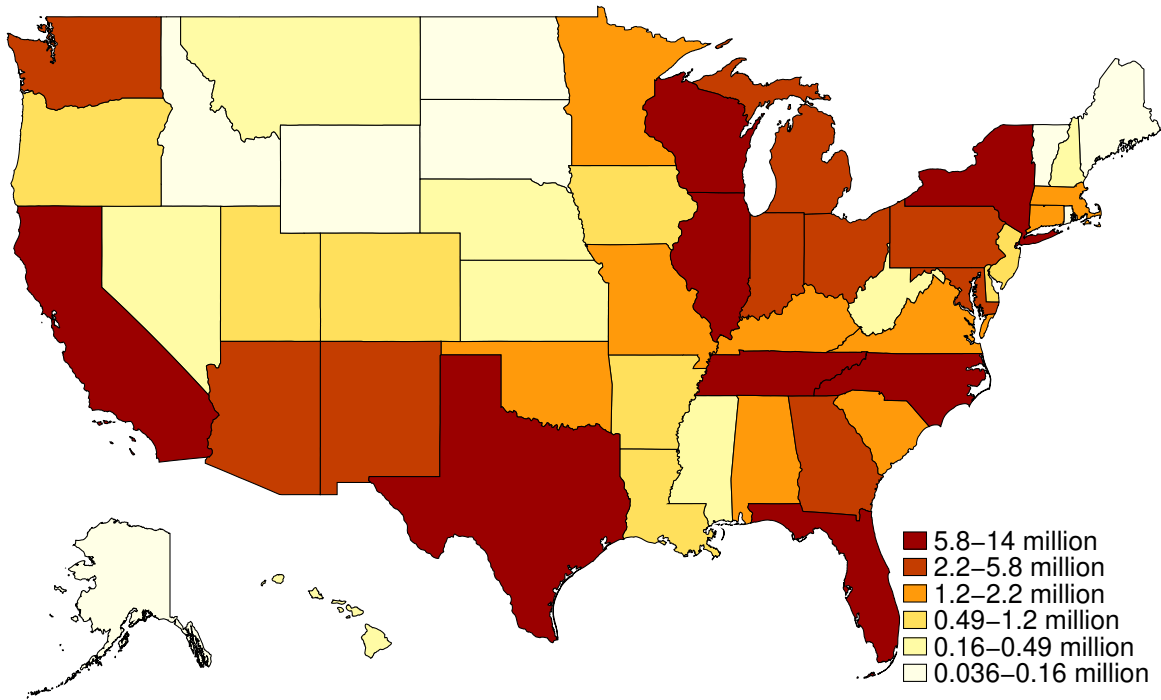 5.8–14 million
2.2–5.8 million
1.2–2.2 million
0.49–1.2 million
0.16–0.49 million
0.036–0.16 million